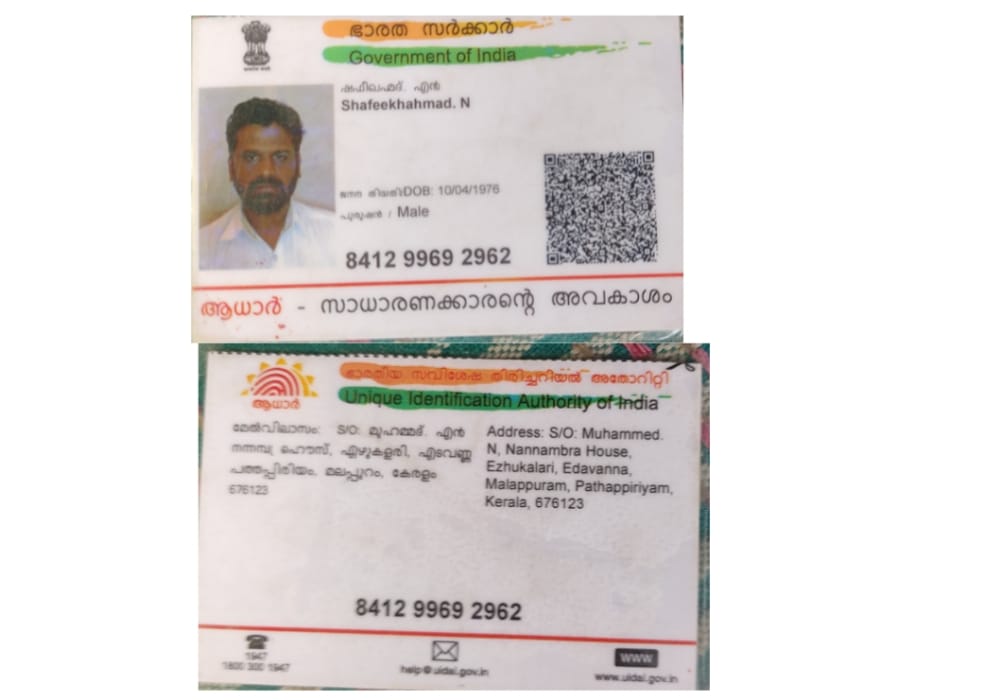 ഭാരത സർക്കാർ
Government of India
എൻ
Shafeekhahmad. N
ജനന തിയതി/DOB: 10/04/1976
പുരുഷൻ / Male
8412 9969 2962
ആധാർ - സാധാരണക്കാരന്റെ അവകാശം
ഭാരതീയ സവിശേഷ തിരിച്ചറിയൽ അതോറിറ്റി
ആധാർ
Unique Identification Authority of India
മേൽവിലാസം: S/O: മുഹമ്മദ്. എൻ
നന്നമ്പ്ര ഹൌസ്, എഴുകളരി, എടവണ്ണ
പത്തപ്പിരിയം, മലപ്പുറം, കേരളം
676123
Address: S/O: Muhammed.
N, Nannambra House,
Ezhukalari, Edavanna,
Malappuram, Pathappiriyam,
Kerala, 676123
8412 9969 2962
1947
1800 300 1947
help@uidai.gov.in
WWW
www.uidai.gov.in